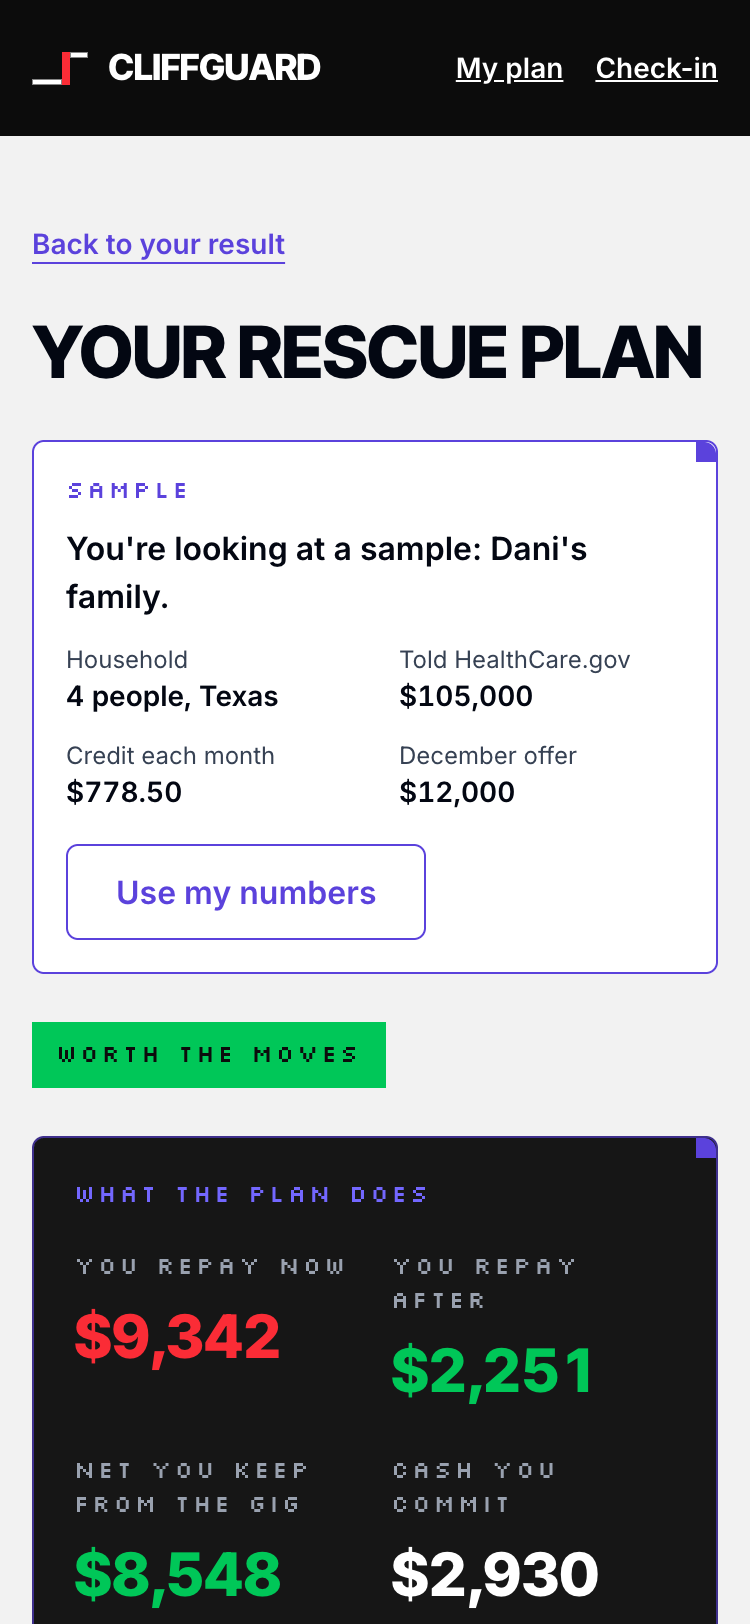 CLIFFGUARD My plan Check-in
Back to your result
YOUR RESCUE PLAN
SAMPLE
You're looking at a sample: Dani's
family.
Household
4 people, Texas
Told HealthCare.gov
$105,000
Credit each month
$778.50
December offer
$12,000
Use my numbers
WORTH THE MOVES
WHAT THE PLAN DOES
YOU REPAY NOW
$9,342
YOU REPAY
AFTER
$2,251
NET YOU KEEP
FROM THE GIG
$8,548
CASH YOU
COMMIT
$2,930